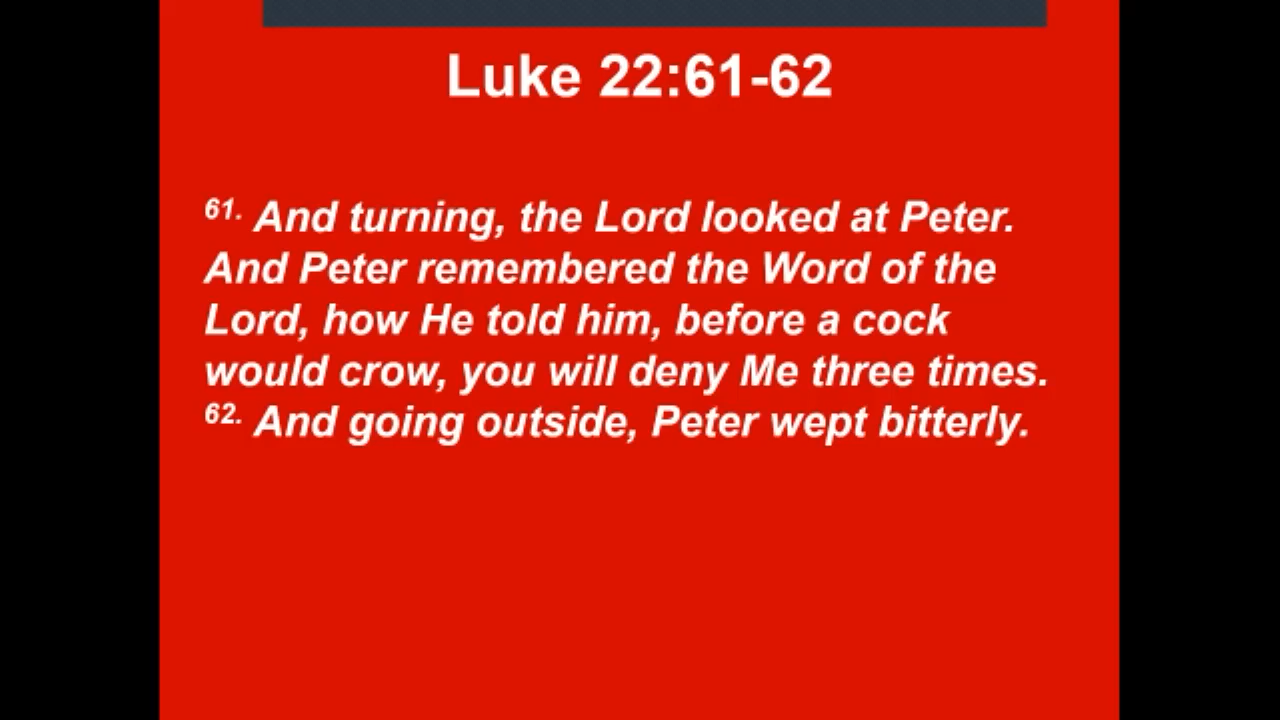 Luke 22:61-62
61. And turning, the Lord looked at Peter.
And Peter remembered the Word of the
Lord, how He told him, before a cock
would crow, you will deny Me three times.
62. And going outside, Peter wept bitterly.